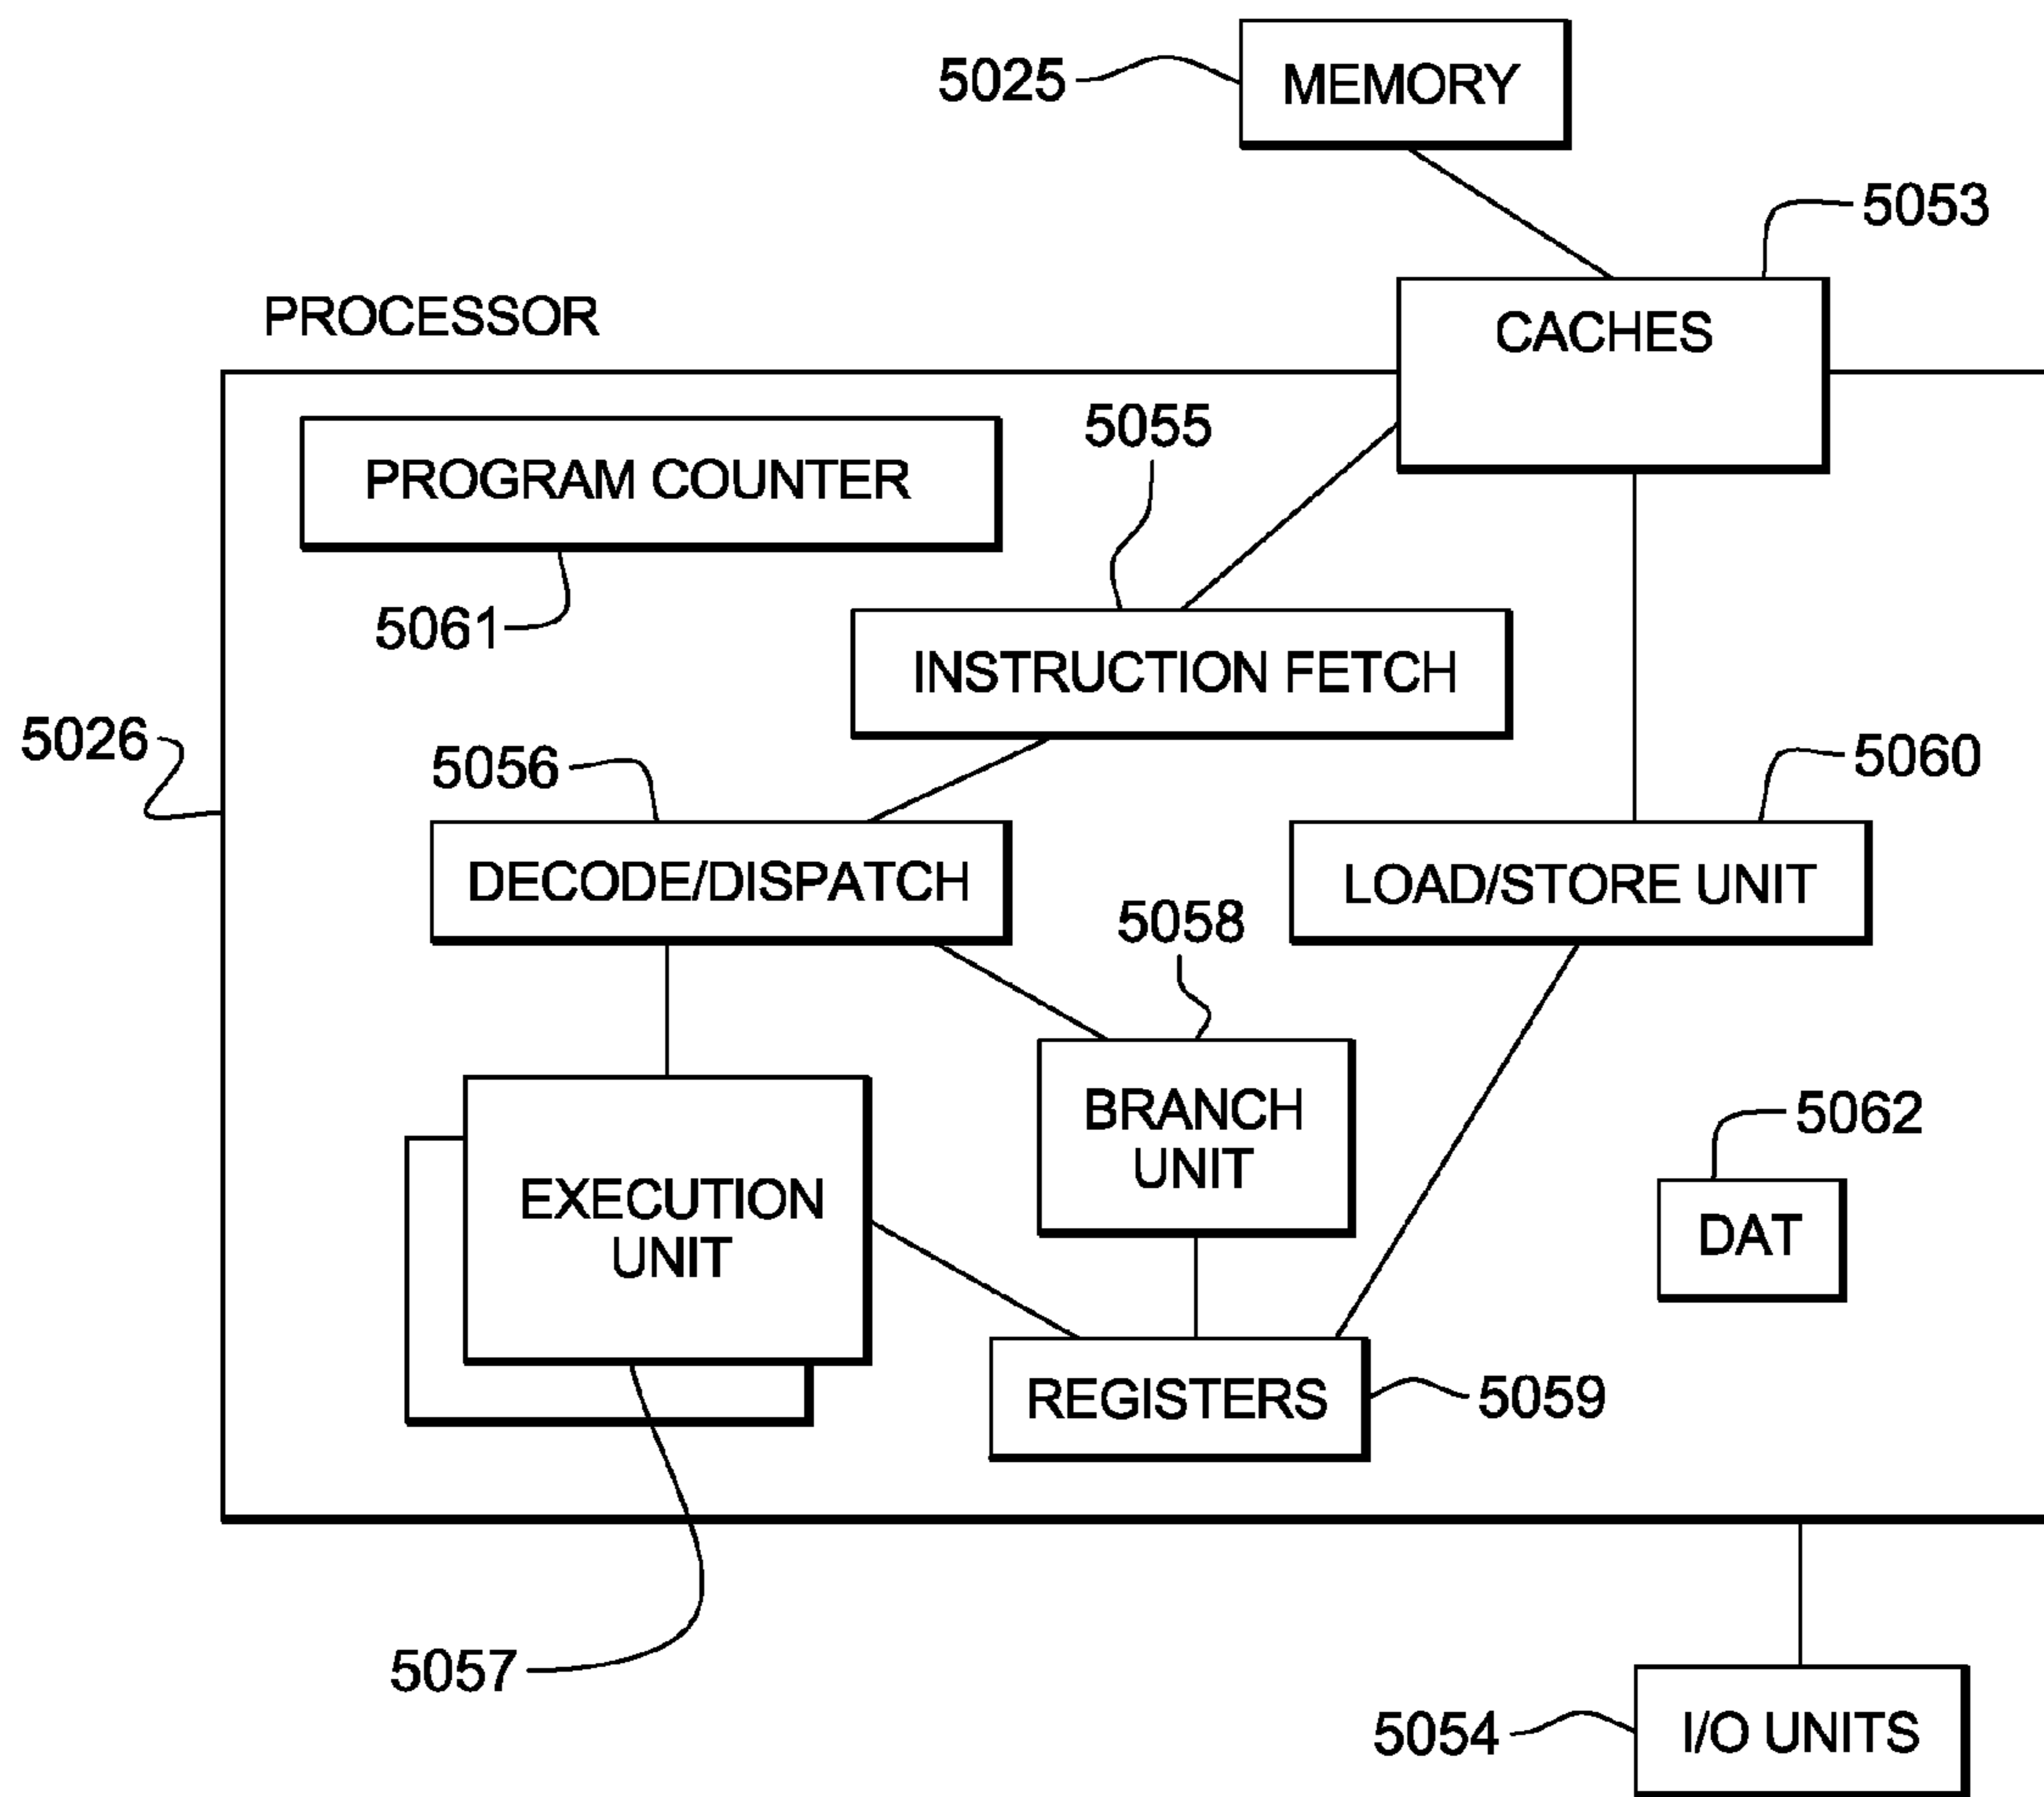 MEMORY
5025
5053
CACHES
PROCESSOR
5055
PROGRAM COUNTER
5061
INSTRUCTION FETCH
5026
5056
5060
DECODE/DISPATCH
LOAD/STORE UNIT
5058
BRANCH
UNIT
5062
EXECUTION
UNIT
DAT
REGISTERS
5059
5057
5054
I/O UNITS